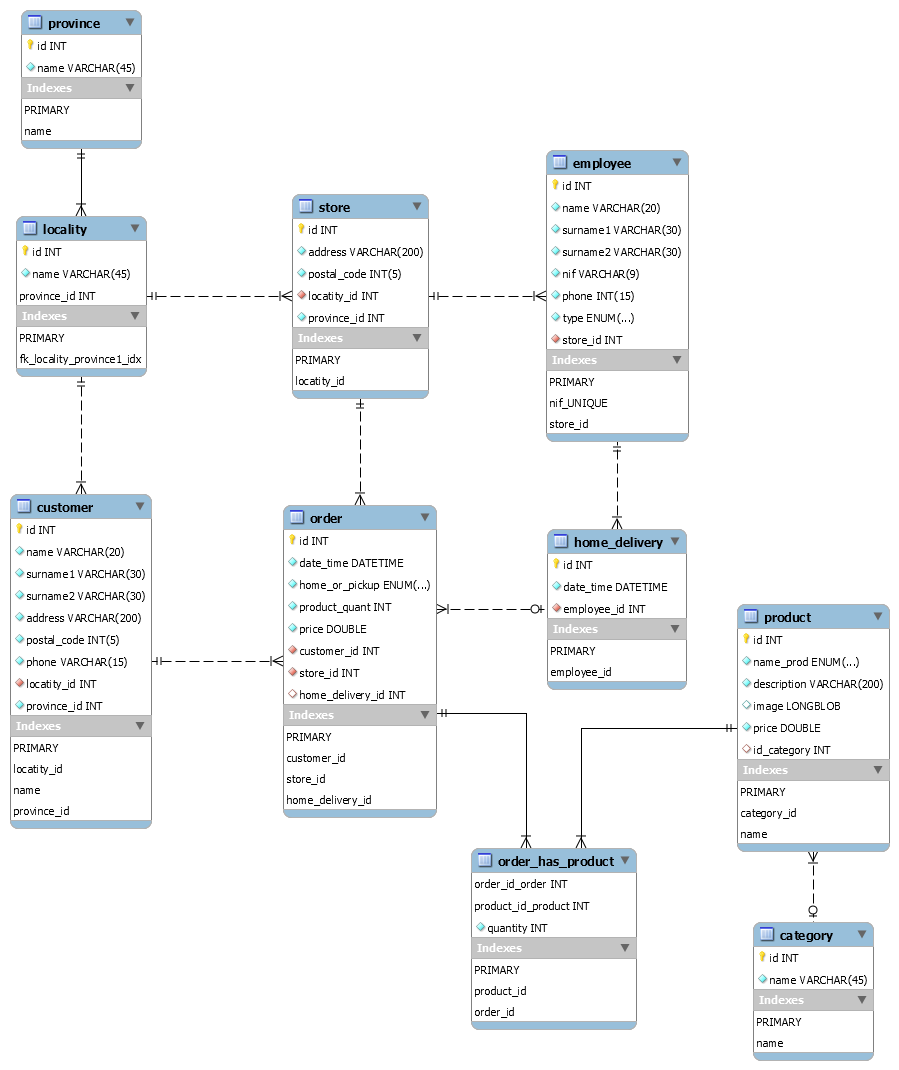 province
id INT
name VARCHAR(45)
Indexes
PRIMARY
name
locality
id INT
name VARCHAR(45)
province_id INT
Indexes
PRIMARY
fk_locality_province1_idx
store
id INT
address VARCHAR(200)
postal_code INT(5)
locatity_id INT
province_id INT
Indexes
PRIMARY
locatity_id
employee
id INT
name VARCHAR(20)
surname1 VARCHAR(30)
surname2 VARCHAR(30)
nif VARCHAR(9)
phone INT(15)
type ENUM(...)
store_id INT
Indexes
PRIMARY
nif_UNIQUE
store_id
customer
id INT
name VARCHAR(20)
surname1 VARCHAR(30)
surname2 VARCHAR(30)
address VARCHAR(200)
postal_code INT(5)
phone VARCHAR(15)
locatity_id INT
province_id INT
Indexes
PRIMARY
locatity_id
name
province_id
order
id INT
date_time DATETIME
home_or_pickup ENUM(...)
product_quant INT
price DOUBLE
customer_id INT
store_id INT
home_delivery_id INT
Indexes
PRIMARY
customer_id
store_id
home_delivery_id
home_delivery
id INT
date_time DATETIME
employee_id INT
Indexes
PRIMARY
employee_id
product
id INT
name_prod ENUM(...)
description VARCHAR(200)
image LONGBLOB
price DOUBLE
id_category INT
Indexes
PRIMARY
category_id
name
order_has_product
order_id_order INT
product_id_product INT
quantity INT
Indexes
PRIMARY
product_id
order_id
category
id INT
name VARCHAR(45)
Indexes
PRIMARY
name